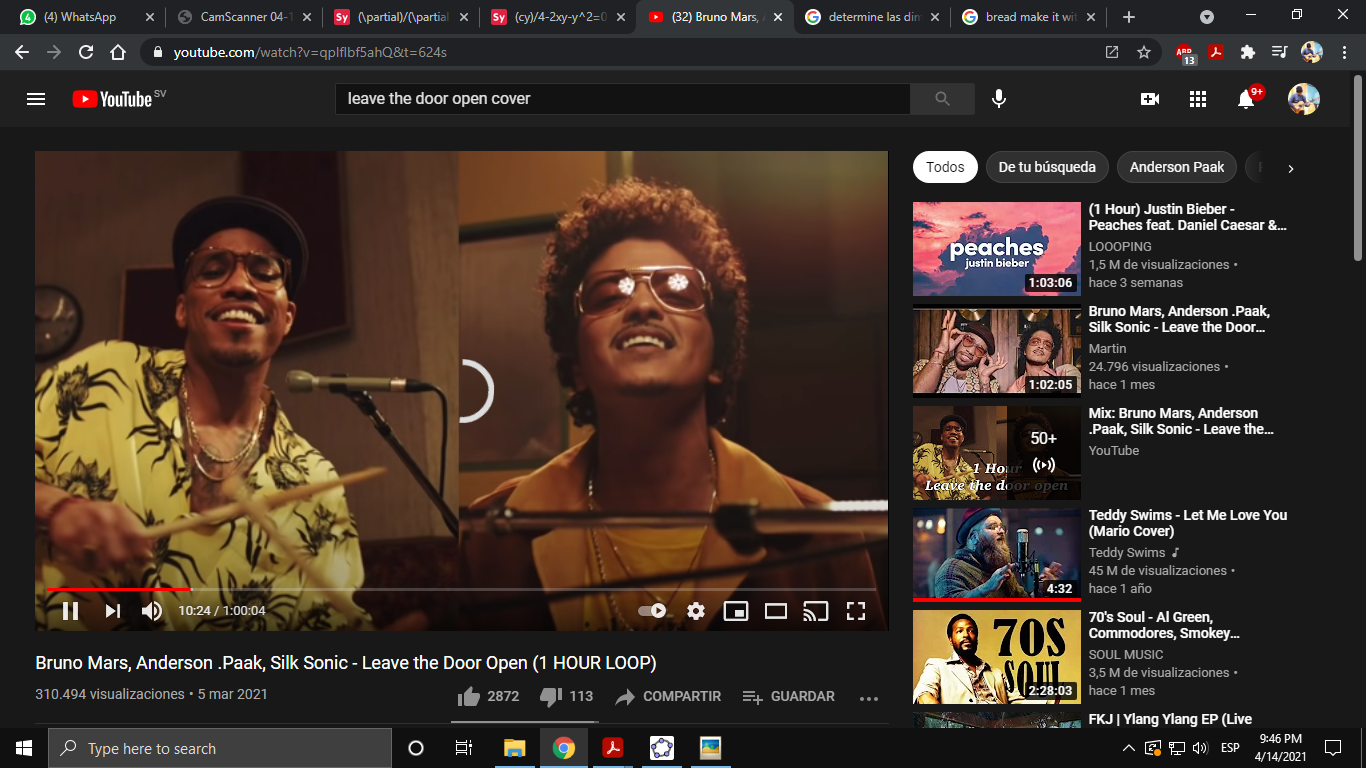 (4) WhatsApp
CamScanner 04-1
(\partial)/(\partial
(cy)/4-2xy-y^2=0
(32) Bruno Mars,
determine las din
bread make it wit
youtube.com/watch?v=qpIflbf5ahQ&t=624s
ABP
13
YouTube SV
leave the door open cover
9+
Todos
De tu búsqueda
Anderson Paak
peaches
justin bieber
1:03:06
(1 Hour) Justin Bieber -
Peaches feat. Daniel Caesar &...
LOOOPING
1,5 M de visualizaciones •
hace 3 semanas
1:02:05
Bruno Mars, Anderson .Paak,
Silk Sonic - Leave the Door...
Martin
24.796 visualizaciones •
hace 1 mes
50+
1 Hour
Leave the door open
Mix: Bruno Mars, Anderson
.Paak, Silk Sonic - Leave the...
YouTube
4:32
Teddy Swims - Let Me Love You
(Mario Cover)
Teddy Swims
45 M de visualizaciones •
hace 1 año
70S
SOUL
2:28:03
70's Soul - Al Green,
Commodores, Smokey...
SOUL MUSIC
3,5 M de visualizaciones •
hace 1 mes
FKJ | Ylang Ylang EP (Live
10:24 / 1:00:04
Bruno Mars, Anderson .Paak, Silk Sonic - Leave the Door Open (1 HOUR LOOP)
310.494 visualizaciones • 5 mar 2021
2872
113
COMPARTIR
GUARDAR
Type here to search
ESP
9:46 PM
4/14/2021